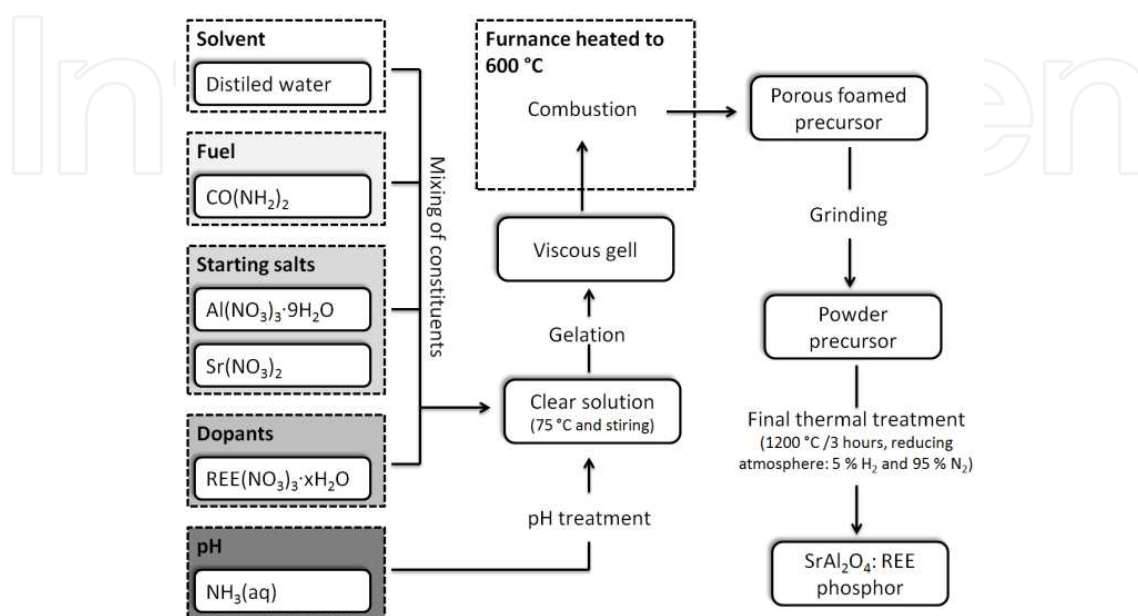 Solvent
Distiled water
Fuel
CO(NH₂)₂
Starting salts
Al(NO₃)₃·9H₂O
Sr(NO₃)₂
Dopants
REE(NO₃)₃·xH₂O
pH
NH₃(aq)
Mixing of constituents
Furnance heated to
600 °C
Combustion
Viscous gell
Gelation
Clear solution
(75 °C and stiring)
pH treatment
Porous foamed
precursor
Grinding
Powder
precursor
Final thermal treatment
(1200 °C /3 hours, reducing
atmosphere: 5 % H₂ and 95 % N₂)
SrAl₂O₄: REE
phosphor